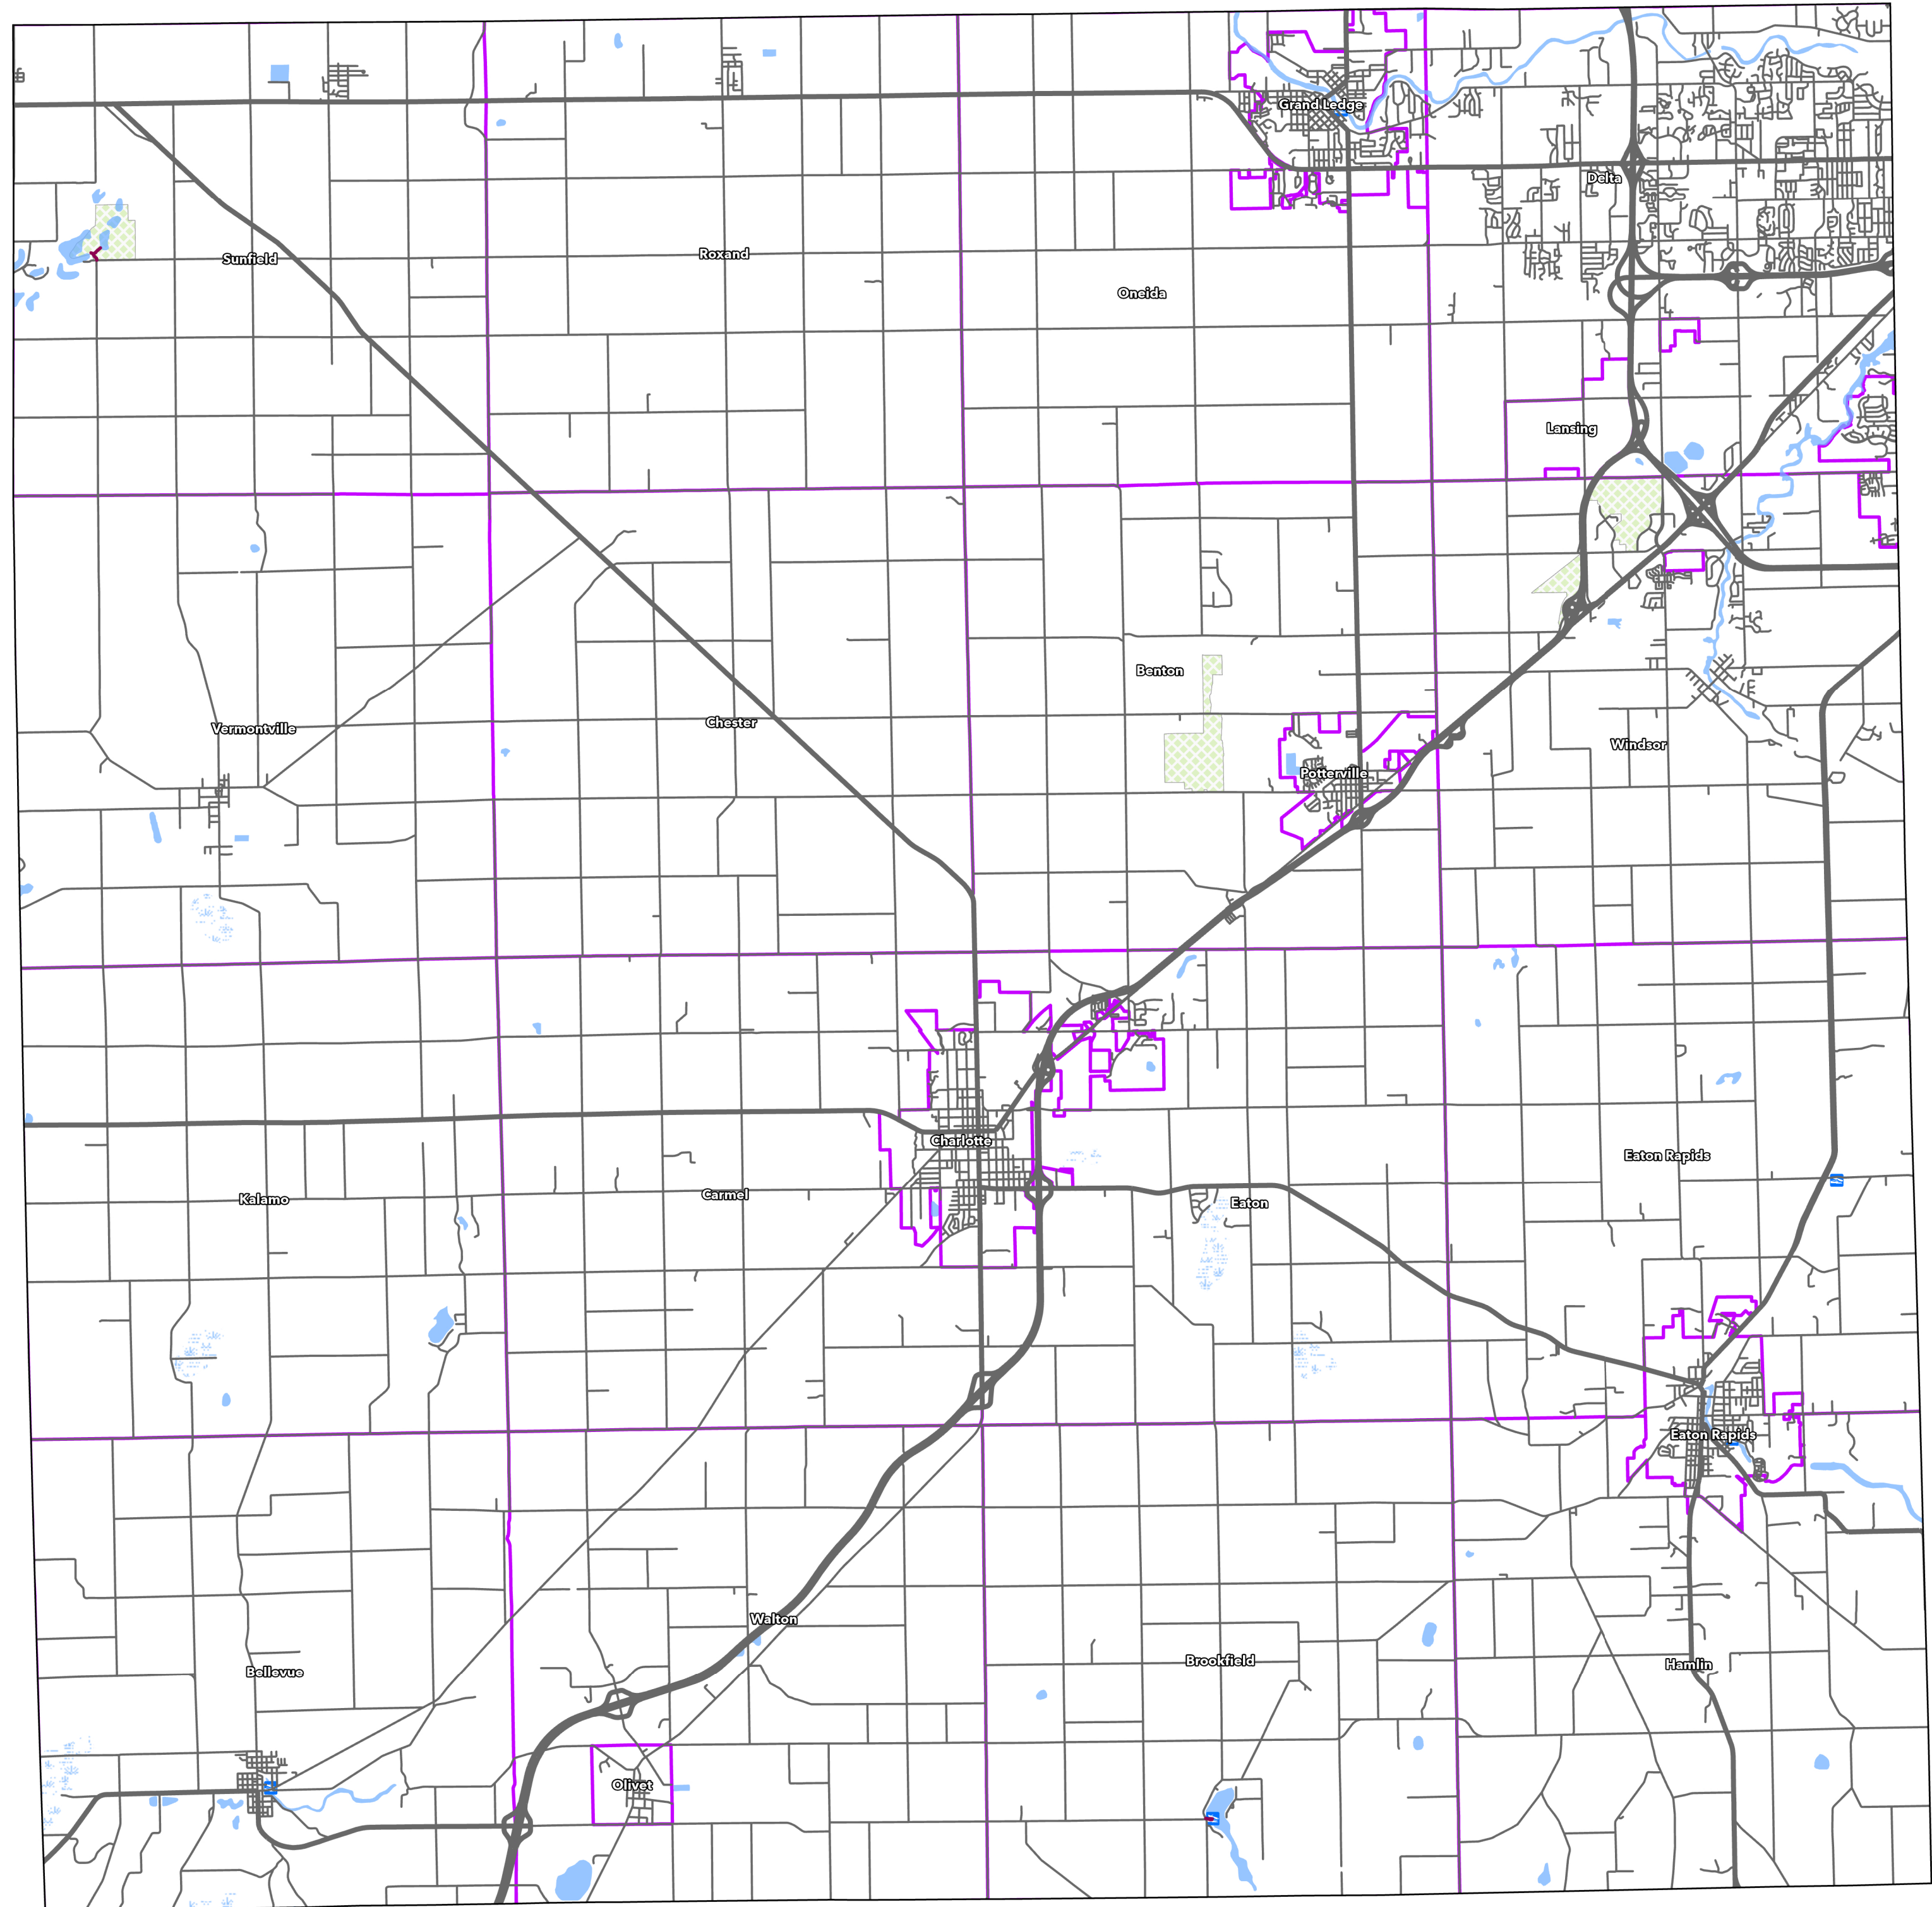 Grand Ledge
Delta
Sunfield
Roxand
Oneida
Lansing
Benton
Vermontville
Chester
Windsor
Potterville
Charlotte
Eaton Rapids
Kalamo
Carmel
Eaton
Eaton Rapids
Walton
Bellevue
Brookfield
Hamlin
Olivet